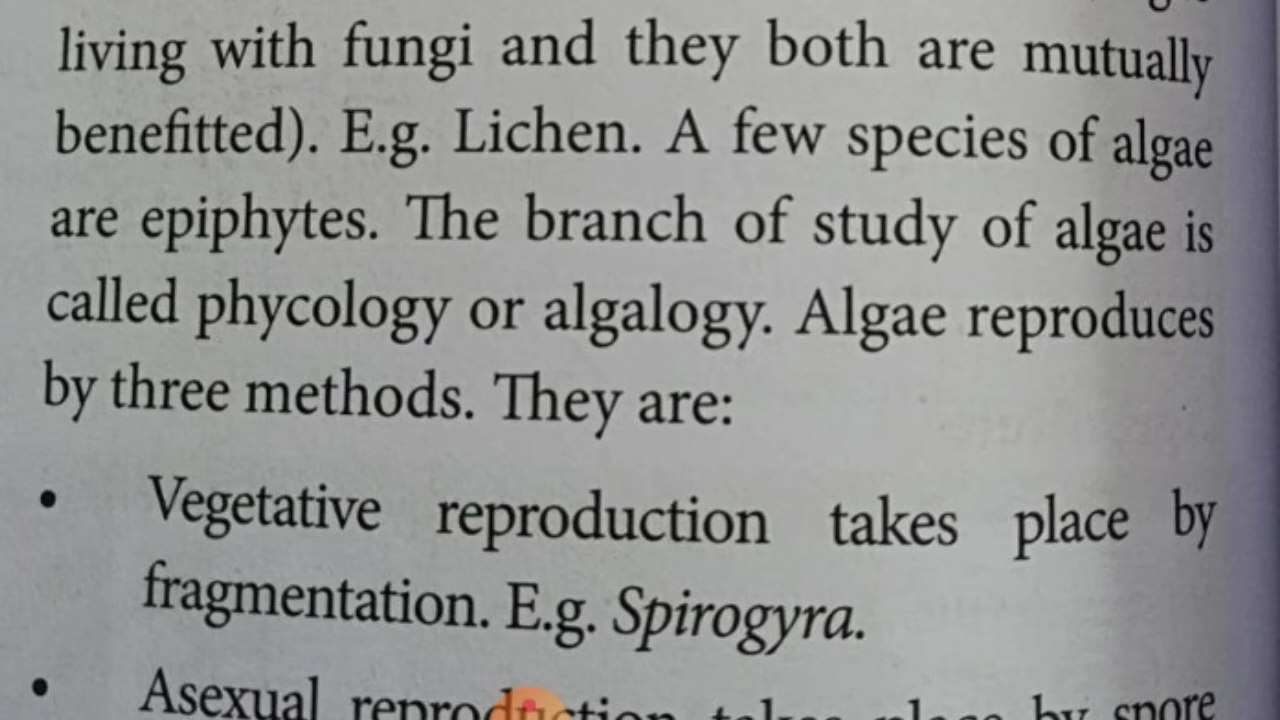 living with fungi and they both are mutually
benefitted). E.g. Lichen. A few species of algae
are epiphytes. The branch of study of algae is
called phycology or algalogy. Algae reproduces
by three methods. They are:
• Vegetative reproduction takes place by
fragmentation. E.g. Spirogyra.
• Asexual reproduction takes place by spore